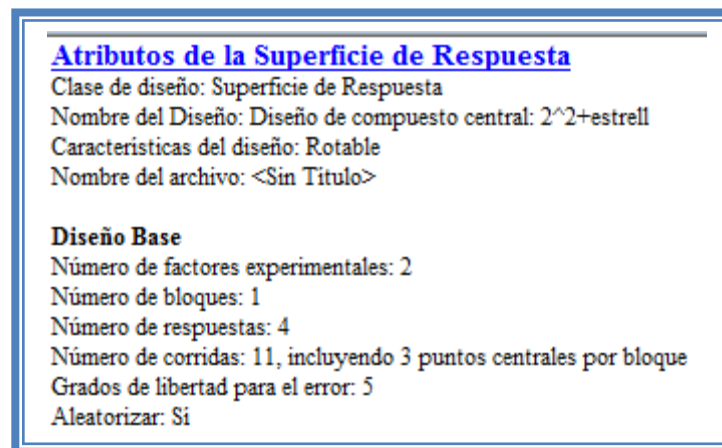 Atributos de la Superficie de Respuesta
Clase de diseño: Superficie de Respuesta
Nombre del Diseño: Diseño de compuesto central: 2^2+estrell
Características del diseño: Rotable
Nombre del archivo: <Sin Titulo>
Diseño Base
Número de factores experimentales: 2
Número de bloques: 1
Número de respuestas: 4
Número de corridas: 11, incluyendo 3 puntos centrales por bloque
Grados de libertad para el error: 5
Aleatorizar: Sí